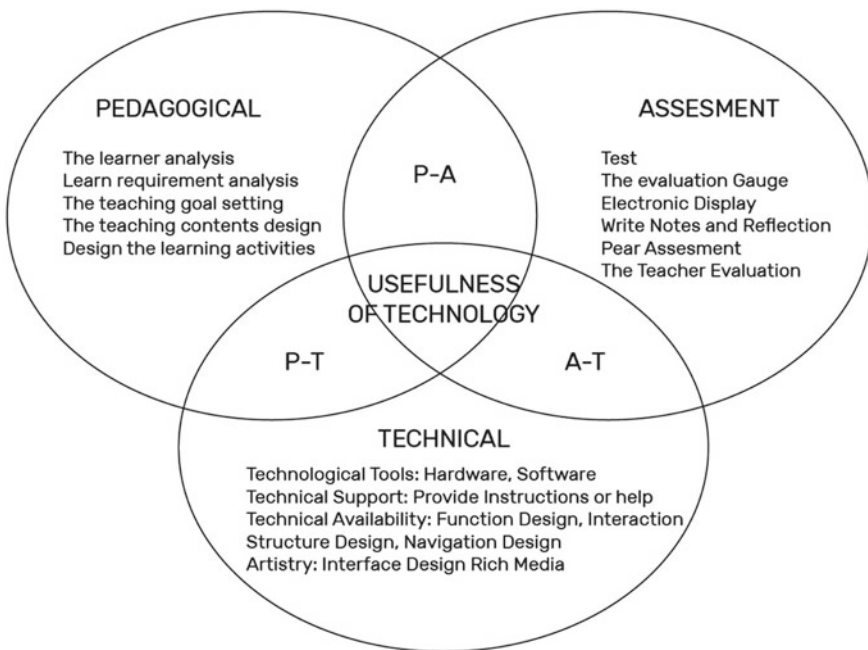 PEDAGOGICAL
The learner analysis
Learn requirement analysis
The teaching goal setting
The teaching contents design
Design the learning activities
P-A
ASSESMENT
Test
The evaluation Gauge
Electronic Display
Write Notes and Reflection
Pear Assesment
The Teacher Evaluation
USEFULNESS
OF TECHNOLOGY
P-T
A-T
TECHNICAL
Technological Tools: Hardware, Software
Technical Support: Provide Instructions or help
Technical Availability: Function Design, Interaction
Structure Design, Navigation Design
Artistry: Interface Design Rich Media